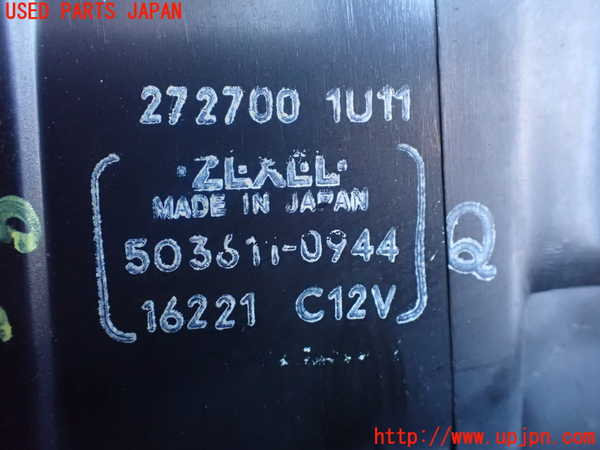 USED PARTS JAPAN
272700 1U11
ZEXEL
MADE IN JAPAN
503611-0944
Q
16221 C12V
http://www.upjpn.com/